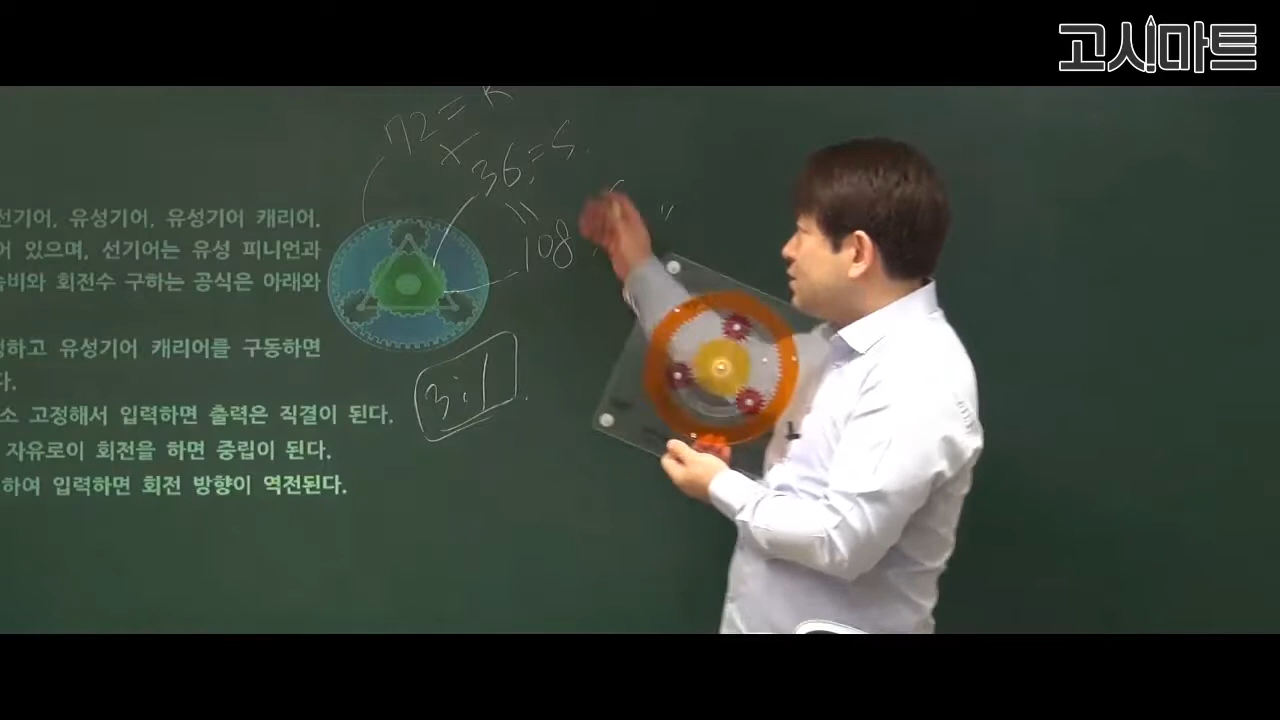 고시마트
72 = R
+
36 = S
"
108
선기어, 유성기어, 유성기어 캐리어.
어 있으며, 선기어는 유성 피니언과
속비와 회전수 구하는 공식은 아래와
하고 유성기어 캐리어를 구동하면
다.
소 고정해서 입력하면 출력은 직결이 된다.
자유로이 회전을 하면 중립이 된다.
하여 입력하면 회전 방향이 역전된다.
3:1